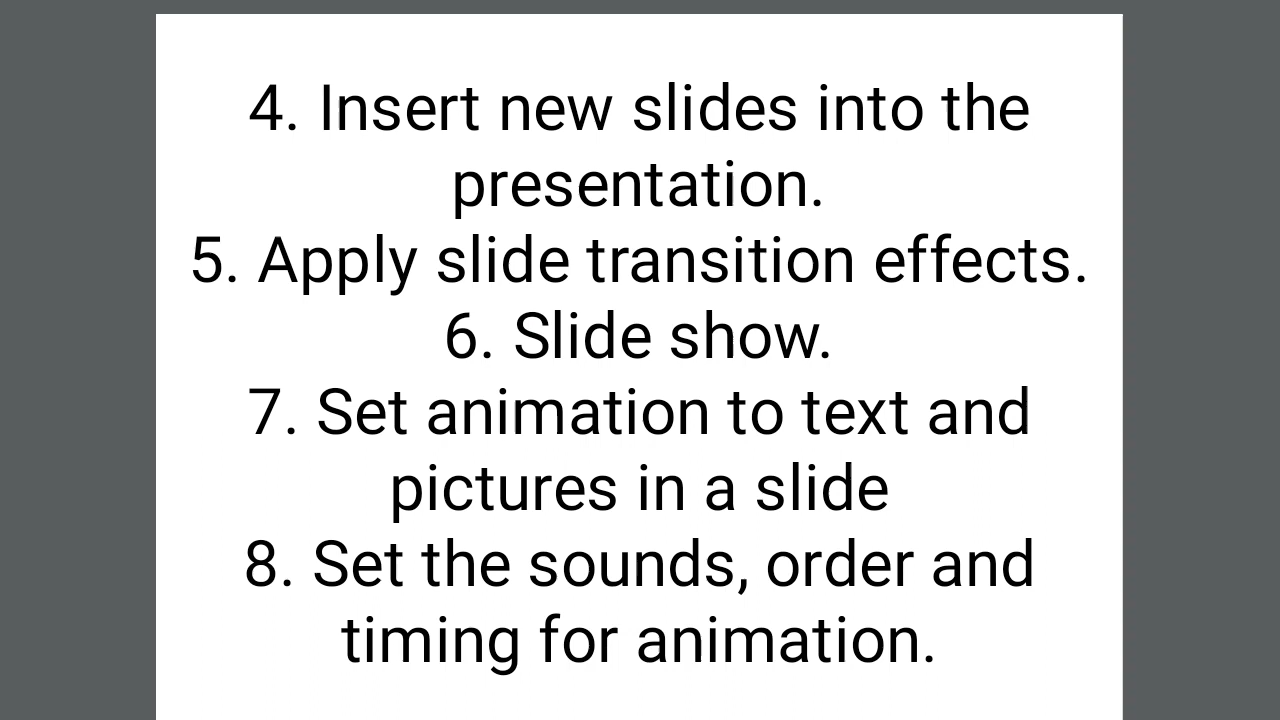 4. Insert new slides into the
presentation.
5. Apply slide transition effects.
6. Slide show.
7. Set animation to text and
pictures in a slide
8. Set the sounds, order and
timing for animation.